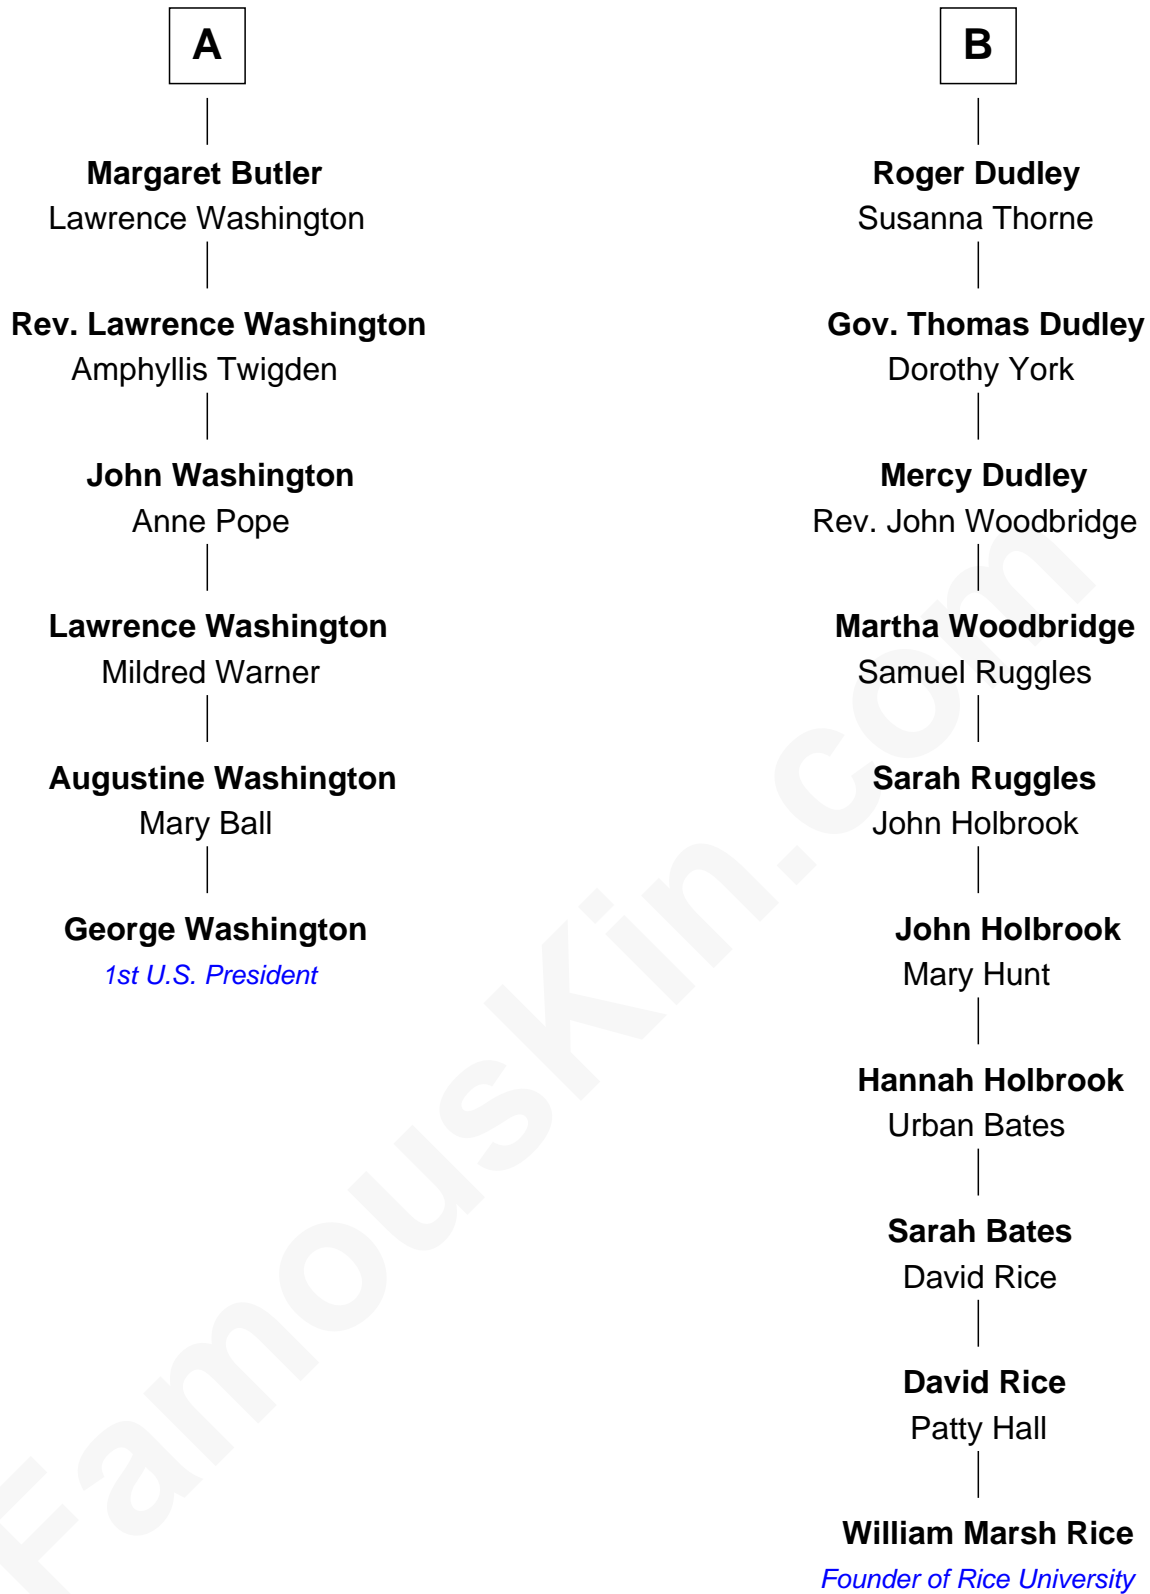 A
Margaret Butler
Lawrence Washington
Rev. Lawrence Washington
Amphyllis Twigden
John Washington
Anne Pope
Lawrence Washington
Mildred Warner
Augustine Washington
Mary Ball
George Washington
1st U.S. President
B
Roger Dudley
Susanna Thorne
Gov. Thomas Dudley
Dorothy York
Mercy Dudley
Rev. John Woodbridge
Martha Woodbridge
Samuel Ruggles
Sarah Ruggles
John Holbrook
John Holbrook
Mary Hunt
Hannah Holbrook
Urban Bates
Sarah Bates
David Rice
David Rice
Patty Hall
William Marsh Rice
Founder of Rice University
FamousKin.com